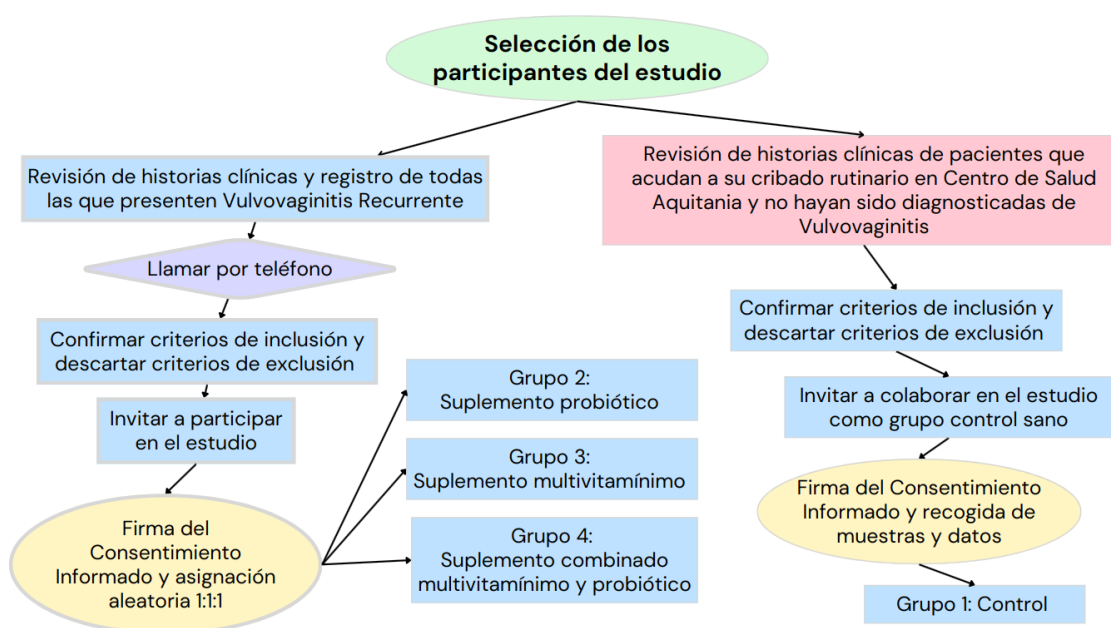 Selección de los
participantes del estudio
Revisión de historias clínicas y registro de todas
las que presenten Vulvovaginitis Recurrente
Llamar por teléfono
Confirmar criterios de inclusión y
descartar criterios de exclusión
Invitar a participar
en el estudio
Firma del
Consentimiento
Informado y asignación
aleatoria 1:1:1
Grupo 2:
Suplemento probiótico
Grupo 3:
Suplemento multivitamínimo
Grupo 4:
Suplemento combinado
multivitamínimo y probiótico
Revisión de historias clínicas de pacientes que
acudan a su cribado rutinario en Centro de Salud
Aquitania y no hayan sido diagnosticadas de
Vulvovaginitis
Confirmar criterios de inclusión y
descartar criterios de exclusión
Invitar a colaborar en el estudio
como grupo control sano
Firma del Consentimiento
Informado y recogida de
muestras y datos
Grupo 1: Control